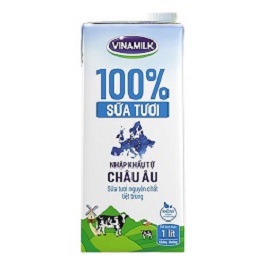 VINAMILK
100%
SỮA TƯƠI
NHẬP KHẨU TỪ
CHÂU ÂU
Sữa tươi nguyên chất
tiệt trùng
1 lít